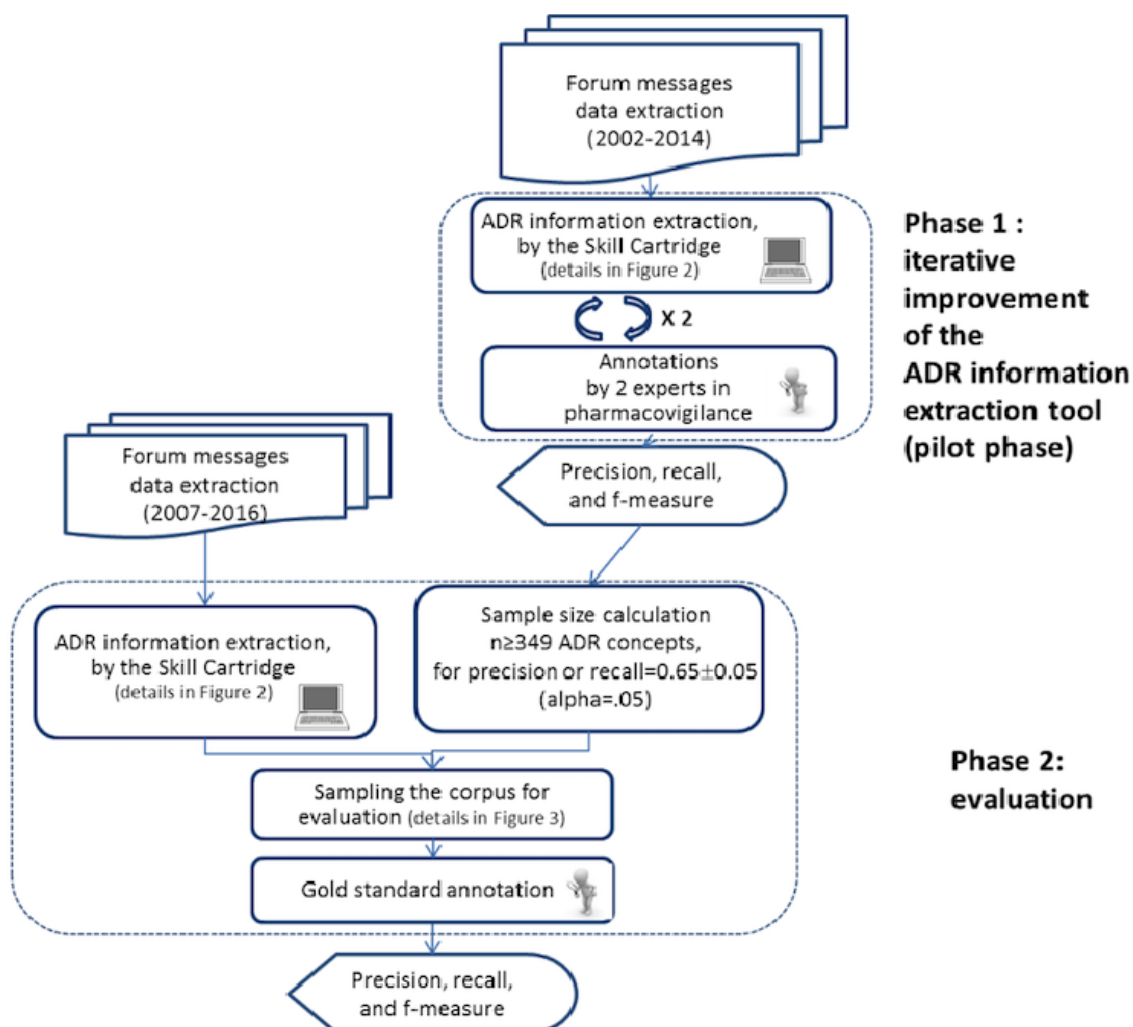 Forum messages
data extraction
(2002-2014)
ADR information extraction,
by the Skill Cartridge
(details in Figure 2)
X 2
Annotations
by 2 experts in
pharmacovigilance
Phase 1 :
iterative
improvement
of the
ADR information
extraction tool
(pilot phase)
Precision, recall,
and f-measure
Forum messages
data extraction
(2007-2016)
ADR information extraction,
by the Skill Cartridge
(details in Figure 2)
Sample size calculation
n≥349 ADR concepts,
for precision or recall=0.65±0.05
(alpha=.05)
Sampling the corpus for
evaluation (details in Figure 3)
Gold standard annotation
Phase 2:
evaluation
Precision, recall,
and f-measure